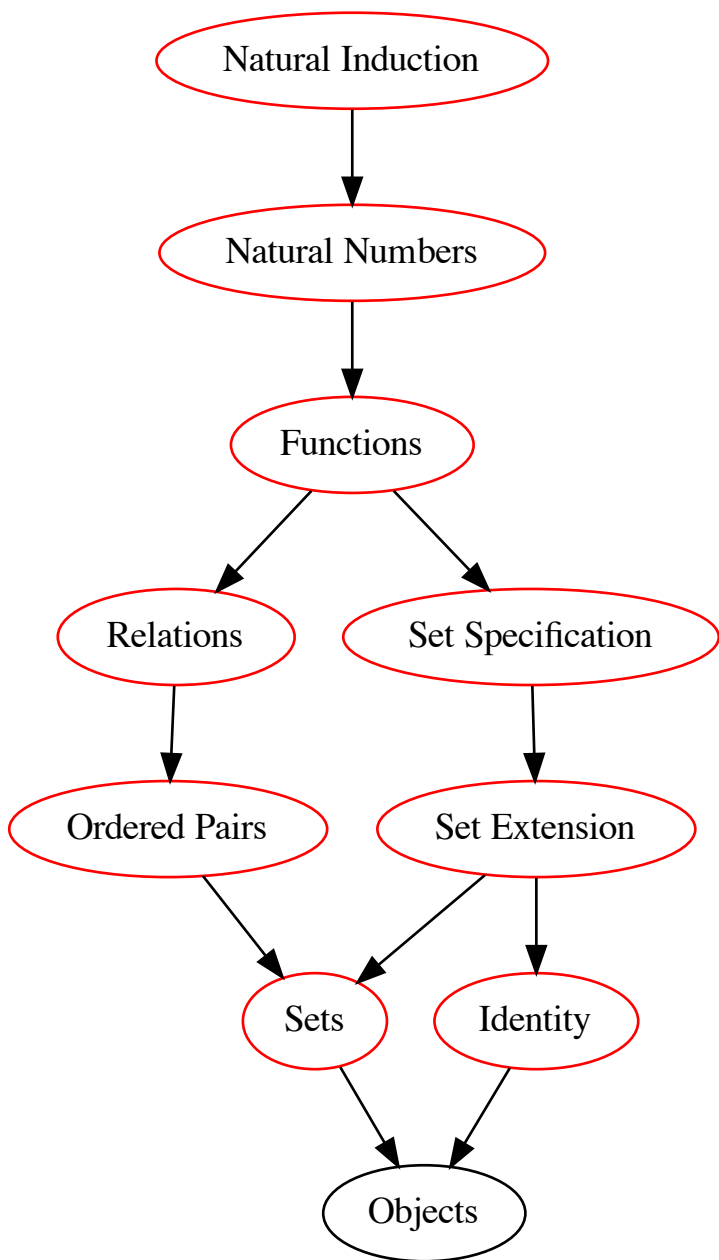 Natural Induction
Natural Numbers
Functions
Relations
Set Specification
Ordered Pairs
Set Extension
Sets
Identity
Objects